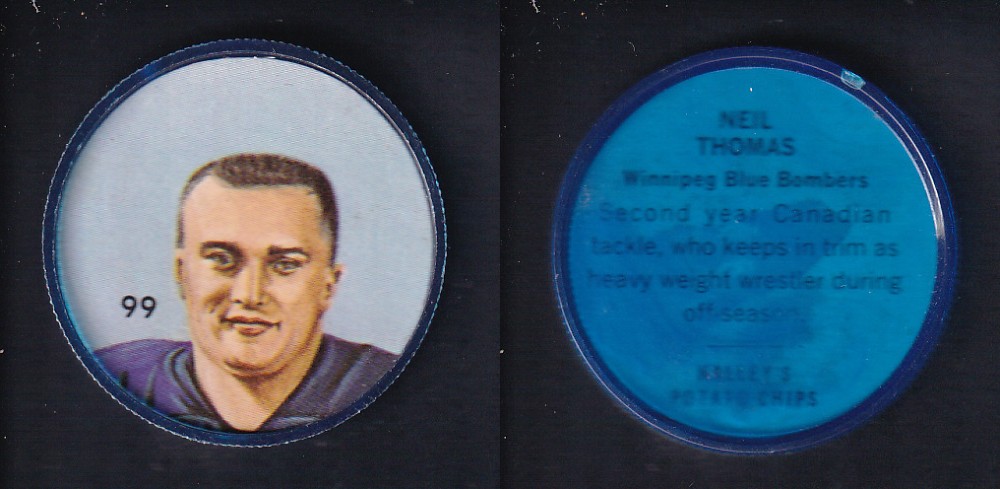 99
NEIL
THOMAS
Winnipeg Blue Bombers
Second year Canadian
tackle, who keeps in trim as
heavy weight wrestler during
off-season.
NALLEY'S
POTATO CHIPS